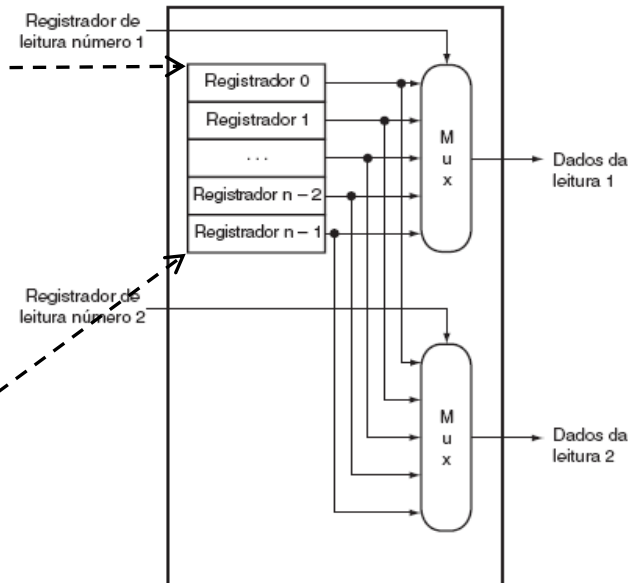 Registrador de
leitura número 1
Registrador 0
Registrador 1
. . .
Registrador n – 2
Registrador n – 1
M
u
x
Dados da
leitura 1
Registrador de
leitura número 2
M
u
x
Dados da
leitura 2